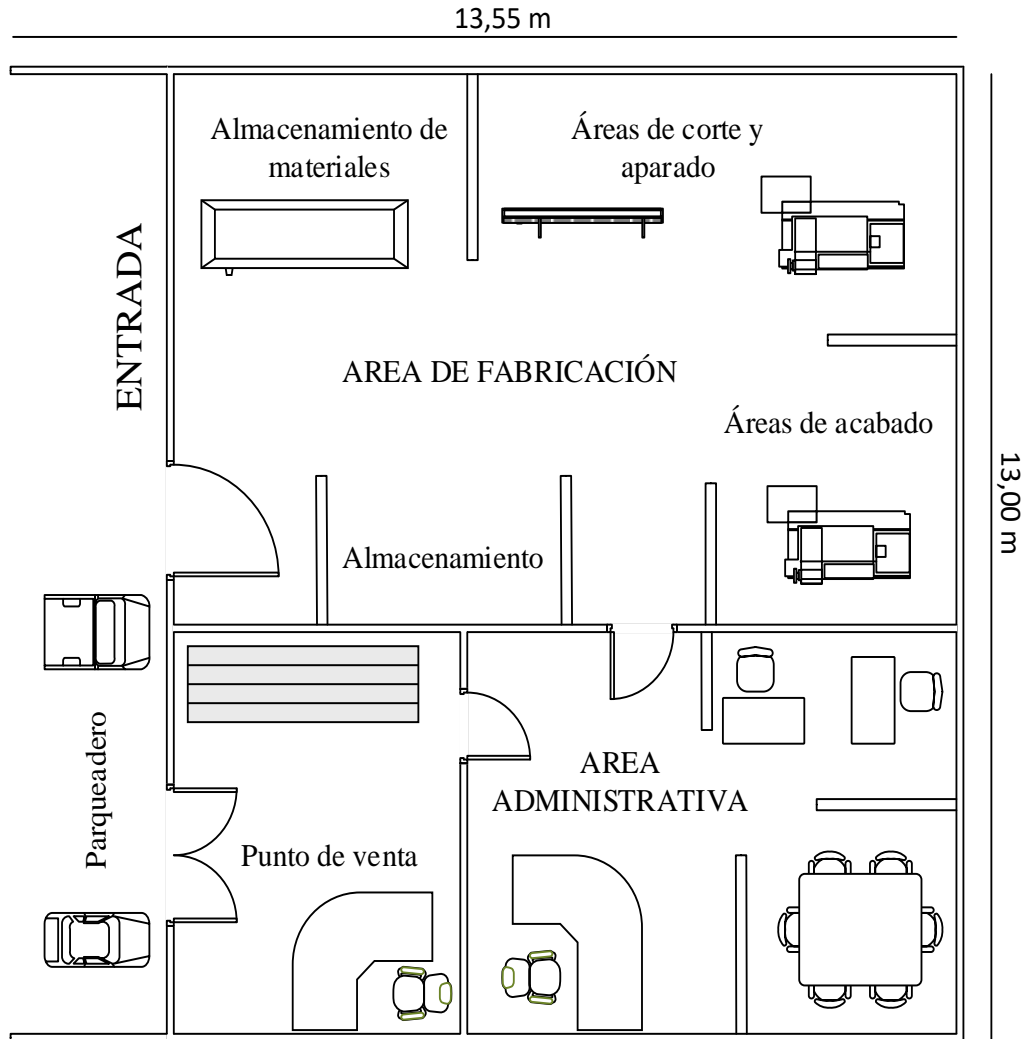 13,55 m
Almacenamiento de
materiales
Áreas de corte y
aparado
ENTRADA
AREA DE FABRICACIÓN
Áreas de acabado
13,00 m
Almacenamiento
Parqueadero
AREA
ADMINISTRATIVA
Punto de venta